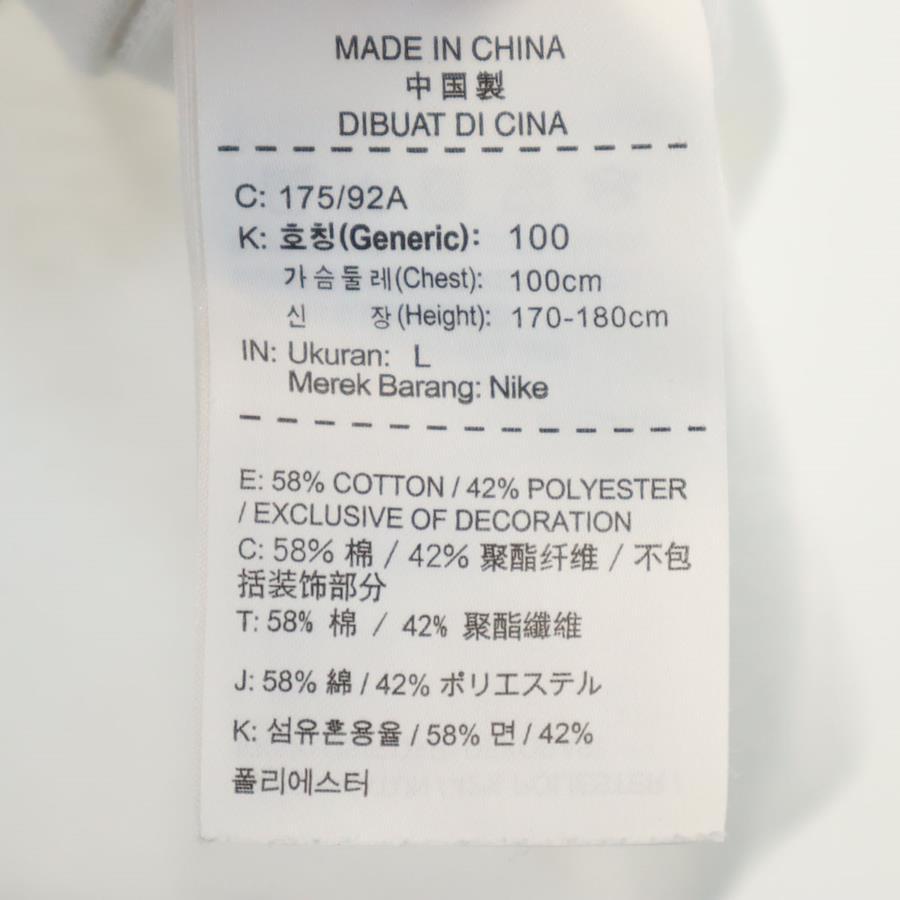 MADE IN CHINA
中国製
DIBUAT DI CINA
C: 175/92A
K: 호칭(Generic): 100
가슴둘레(Chest): 100cm
신 장(Height): 170-180cm
IN: Ukuran: L
Merek Barang: Nike
E: 58% COTTON / 42% POLYESTER
/ EXCLUSIVE OF DECORATION
C: 58% 棉 / 42% 聚酯纤维 / 不包
括装饰部分
T: 58% 棉 / 42% 聚酯纖維
J: 58% 綿 / 42% ポリエステル
K: 섬유혼용율 / 58% 면 / 42%
폴리에스터